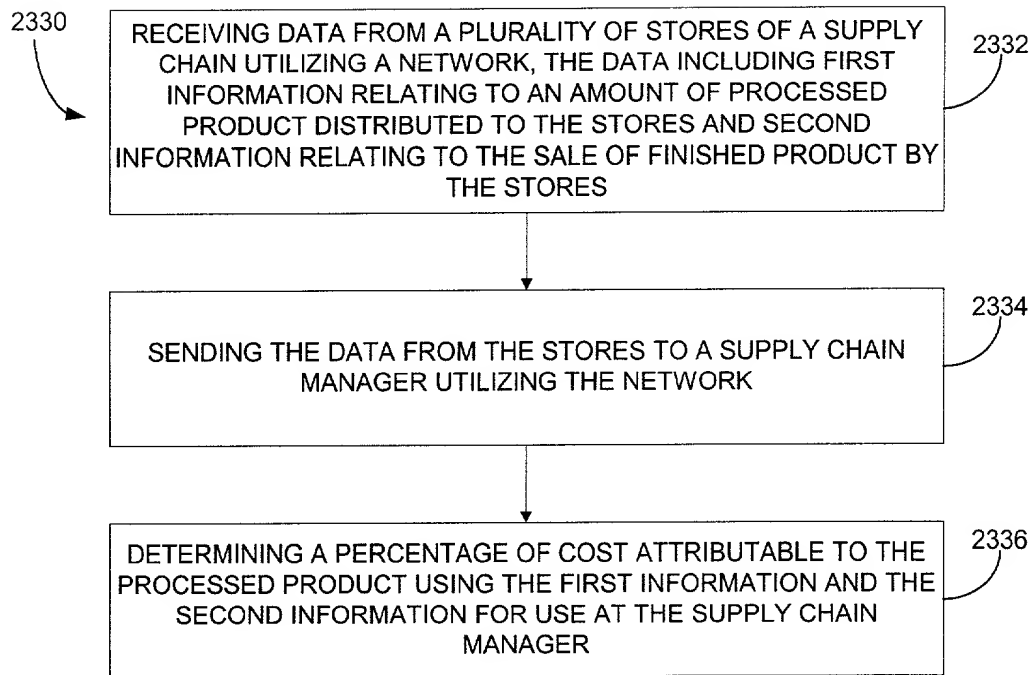 2330
RECEIVING DATA FROM A PLURALITY OF STORES OF A SUPPLY
CHAIN UTILIZING A NETWORK, THE DATA INCLUDING FIRST
INFORMATION RELATING TO AN AMOUNT OF PROCESSED
PRODUCT DISTRIBUTED TO THE STORES AND SECOND
INFORMATION RELATING TO THE SALE OF FINISHED PRODUCT BY
THE STORES
2332
SENDING THE DATA FROM THE STORES TO A SUPPLY CHAIN
MANAGER UTILIZING THE NETWORK
2334
DETERMINING A PERCENTAGE OF COST ATTRIBUTABLE TO THE
PROCESSED PRODUCT USING THE FIRST INFORMATION AND THE
SECOND INFORMATION FOR USE AT THE SUPPLY CHAIN
MANAGER
2336